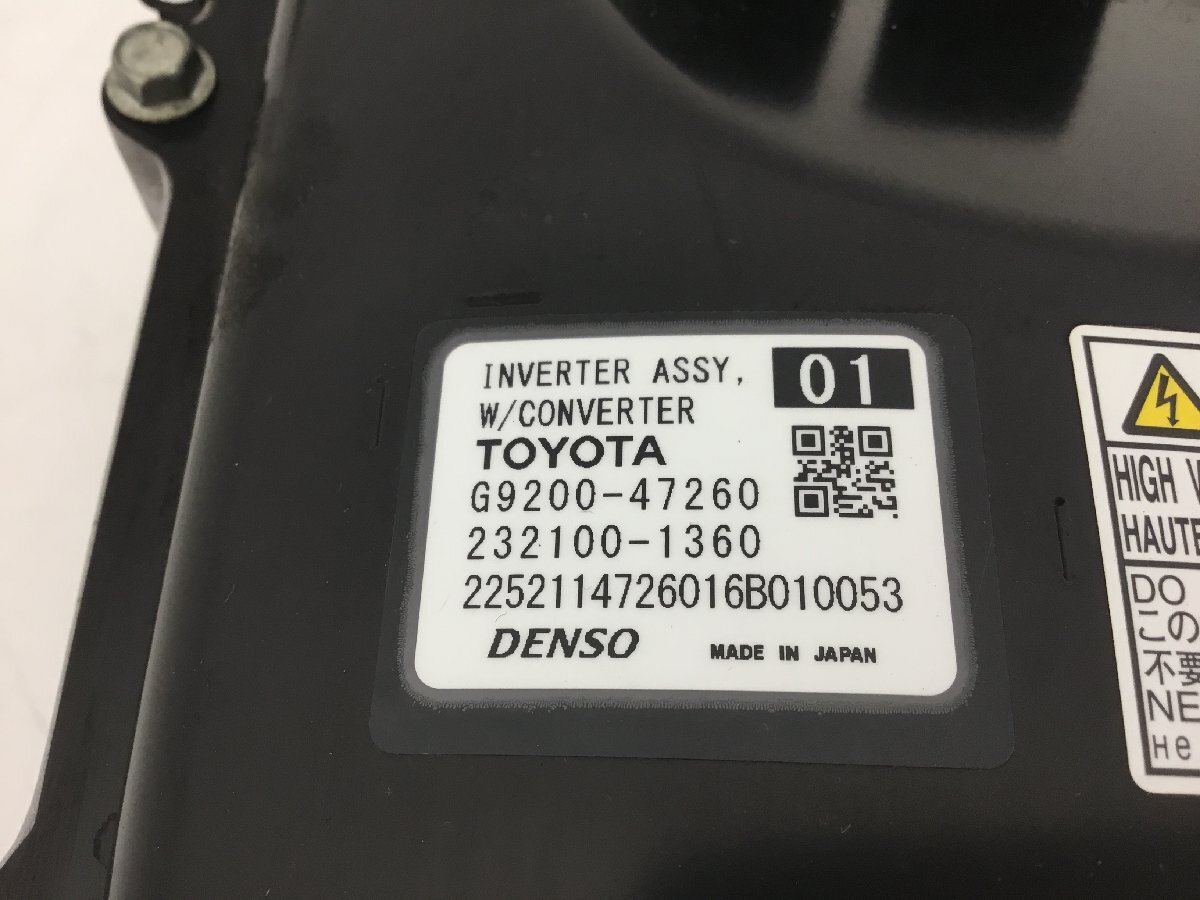 INVERTER ASSY,
W/CONVERTER
01
TOYOTA
G9200-47260
232100-1360
2252114726016B010053
DENSO
MADE IN JAPAN
HIGH V
HAUTE
DO
この
不要
NE
не